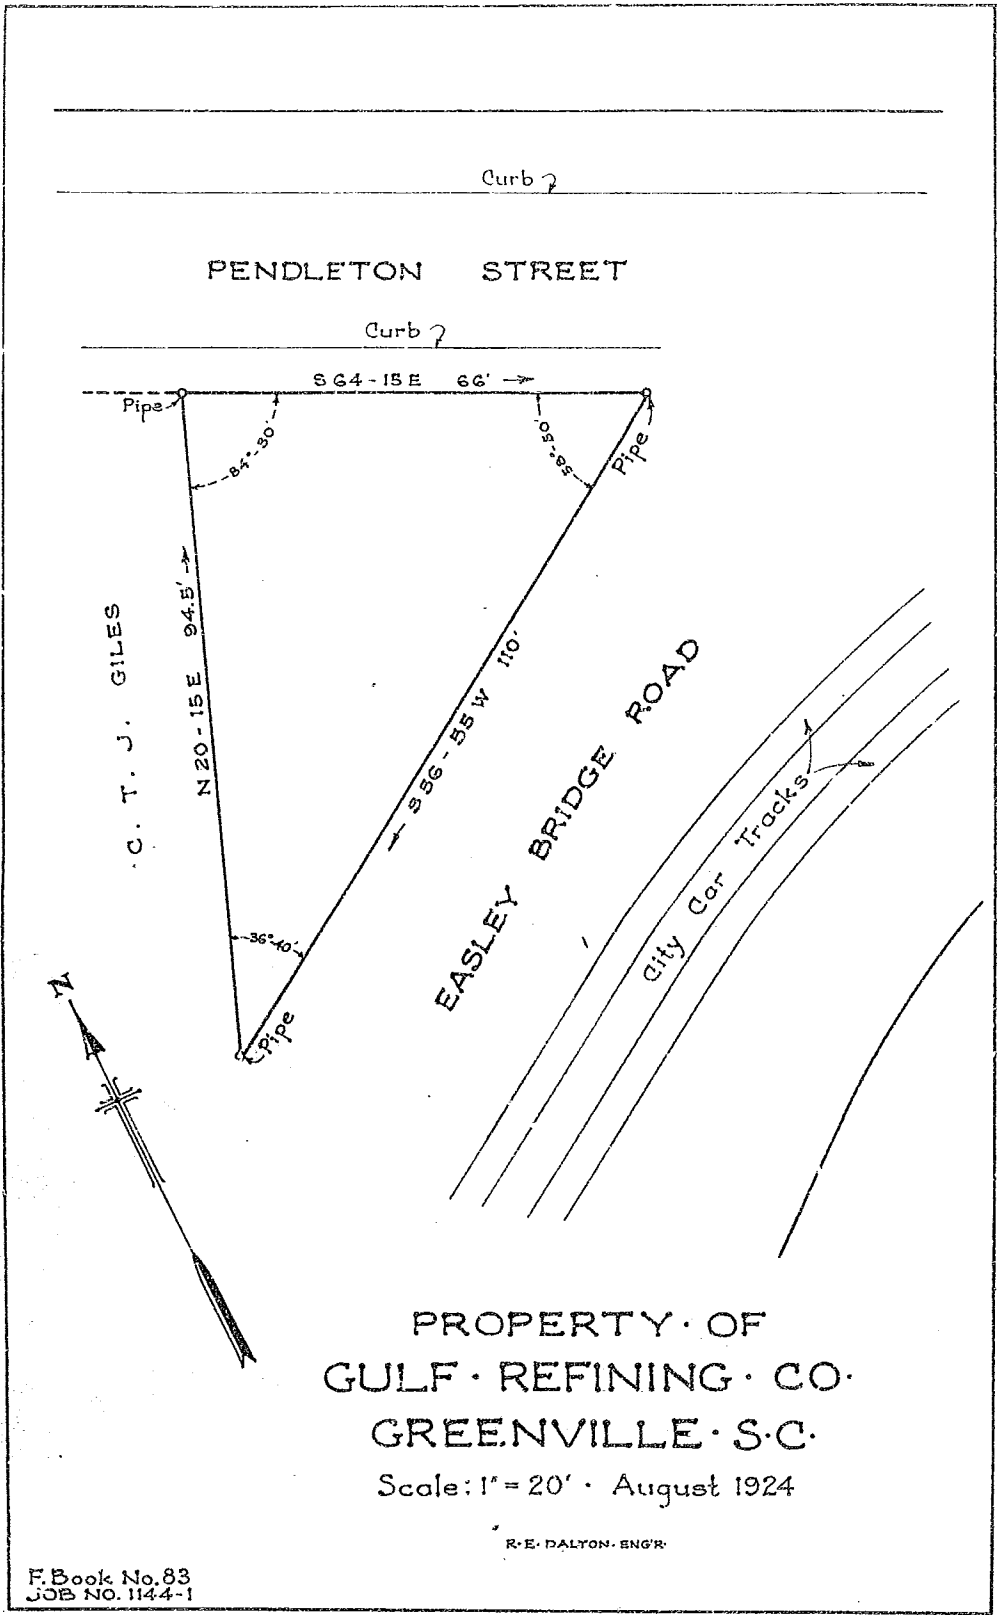 Curb
PENDLETON STREET
Curb
S 64-15 E 66'
Pipe
84°-30'
58°-50'
Pipe
N 20-15 E 94.5'
C. T. J. GILES
S 56-55 W 110'
EASLEY BRIDGE ROAD
City Car Tracks
36°-40'
Pipe
N
PROPERTY · OF
GULF · REFINING · CO·
GREENVILLE · S·C·
Scale: 1" = 20' · August 1924
R·E· DALTON· ENG'R·
F. Book No. 83
JOB NO. 1144-1